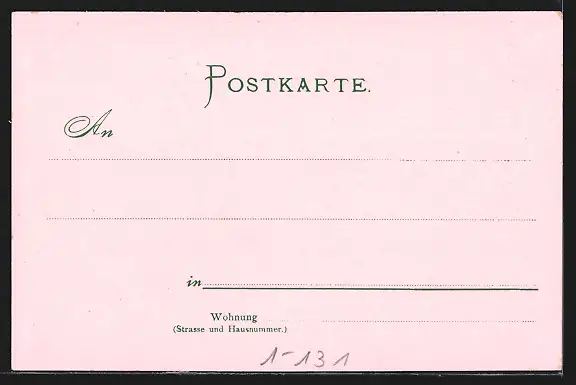 POSTKARTE.
An
in
Wohnung
(Strasse und Hausnummer.)
1-131